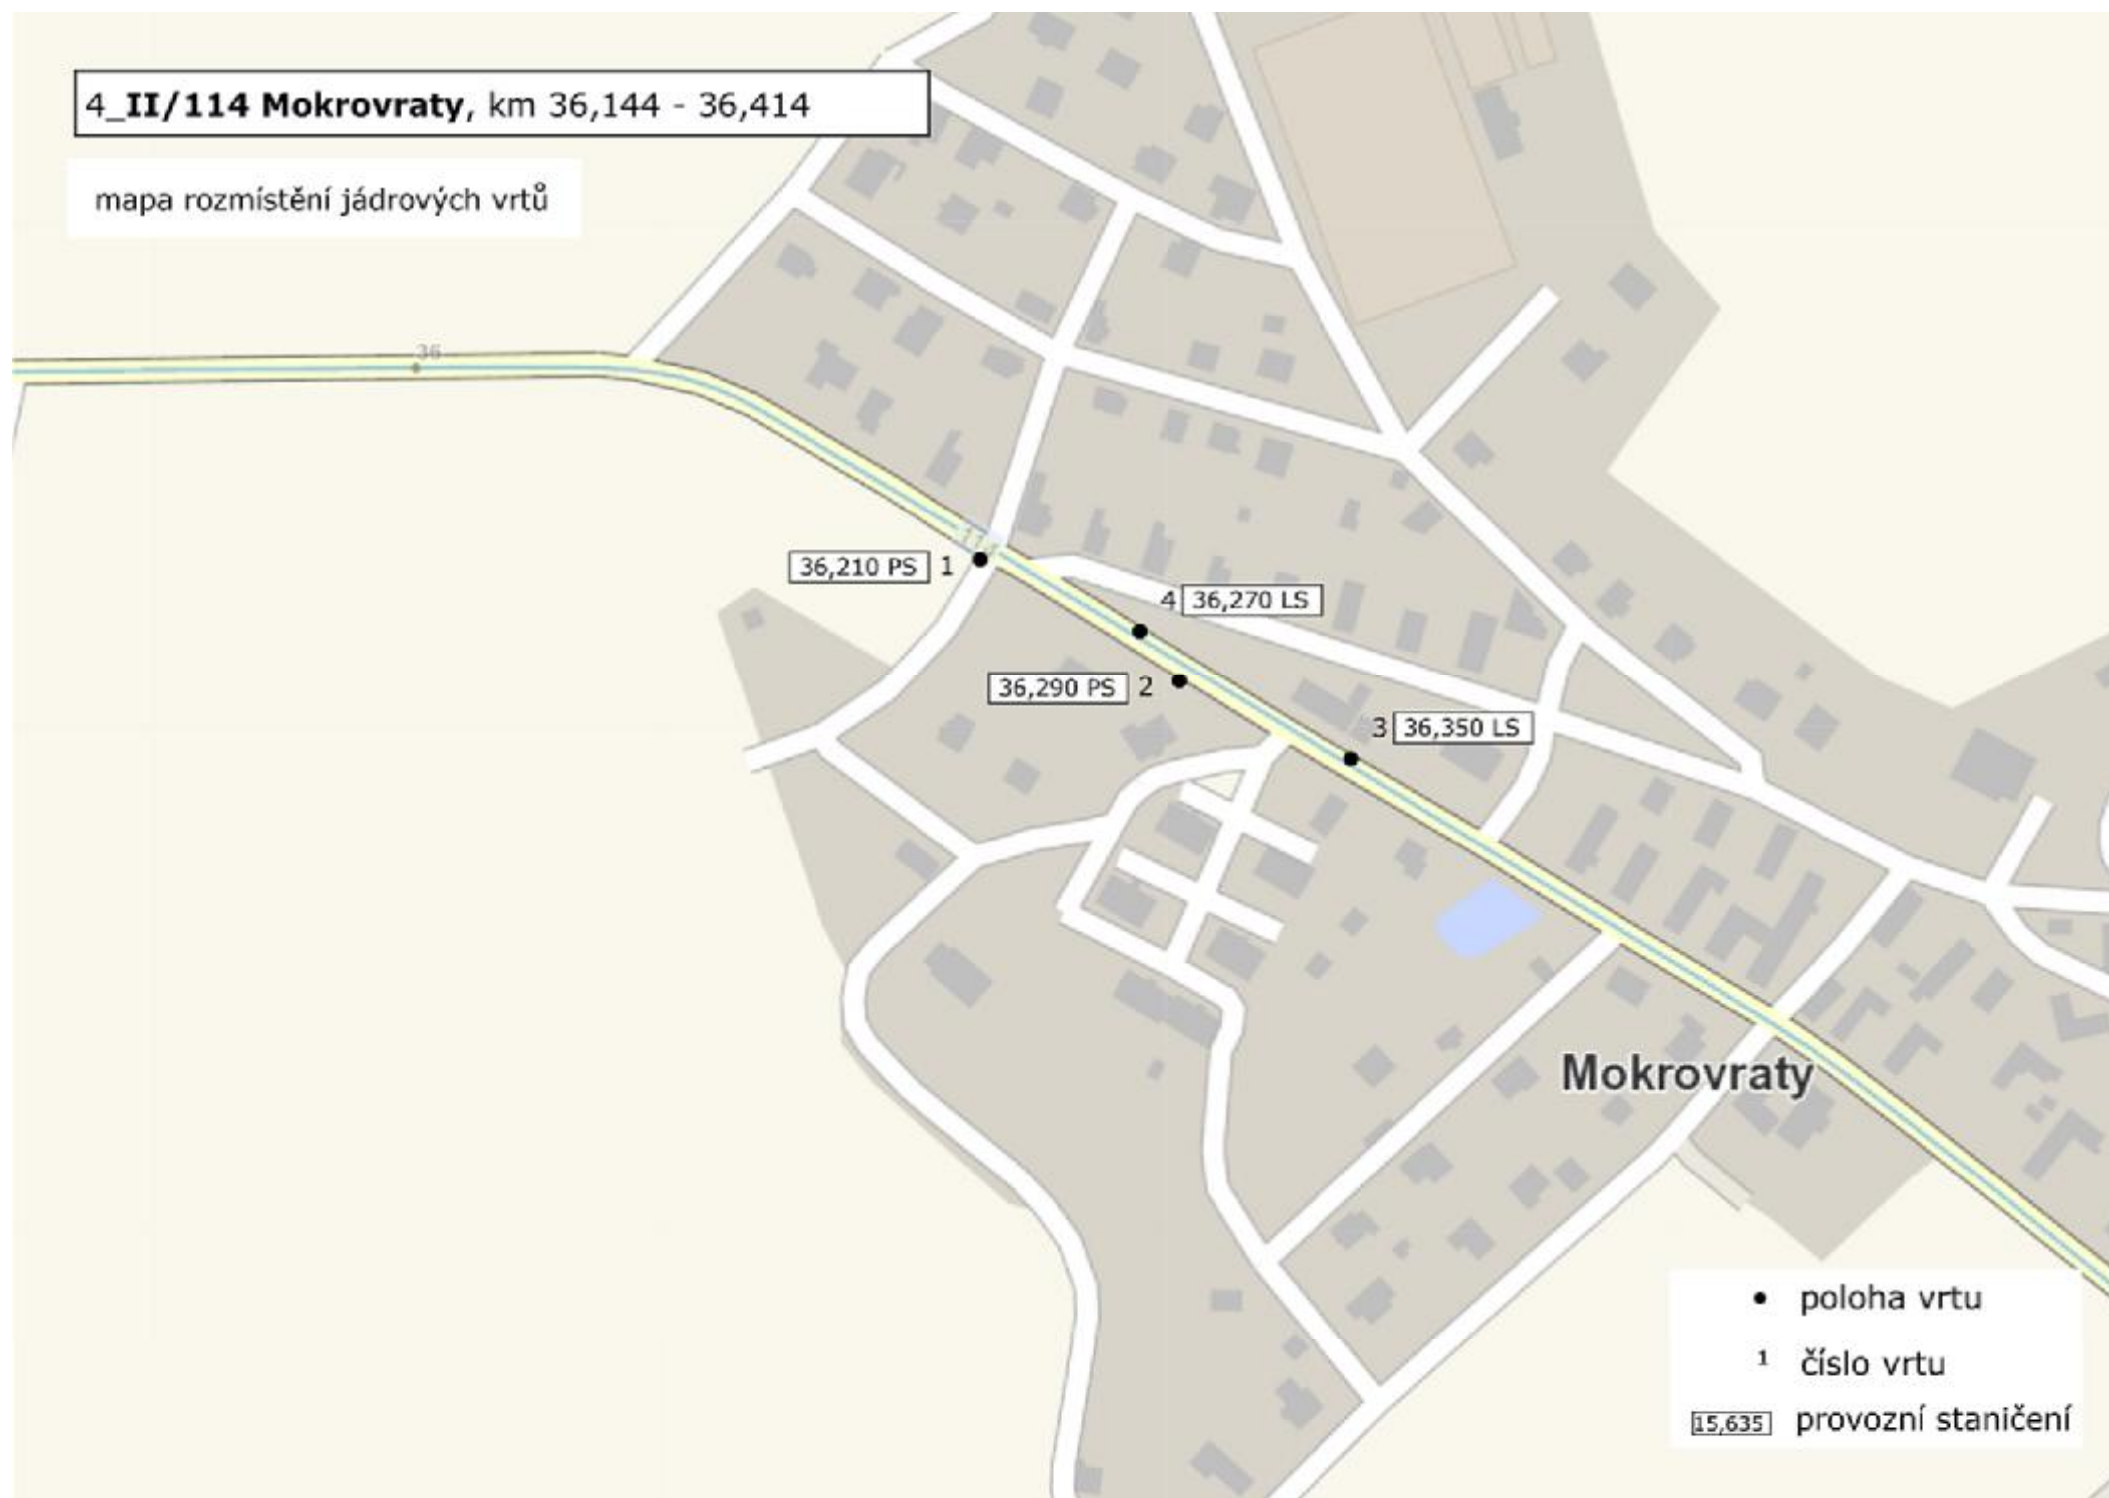 4_II/114 Mokrovraty, km 36,144 - 36,414
mapa rozmístění jádrových vrtů
36
114
36,210 PS 1
4 36,270 LS
36,290 PS 2
3 36,350 LS
Mokrovraty
poloha vrtu
1 číslo vrtu
15,635 provozní staničení